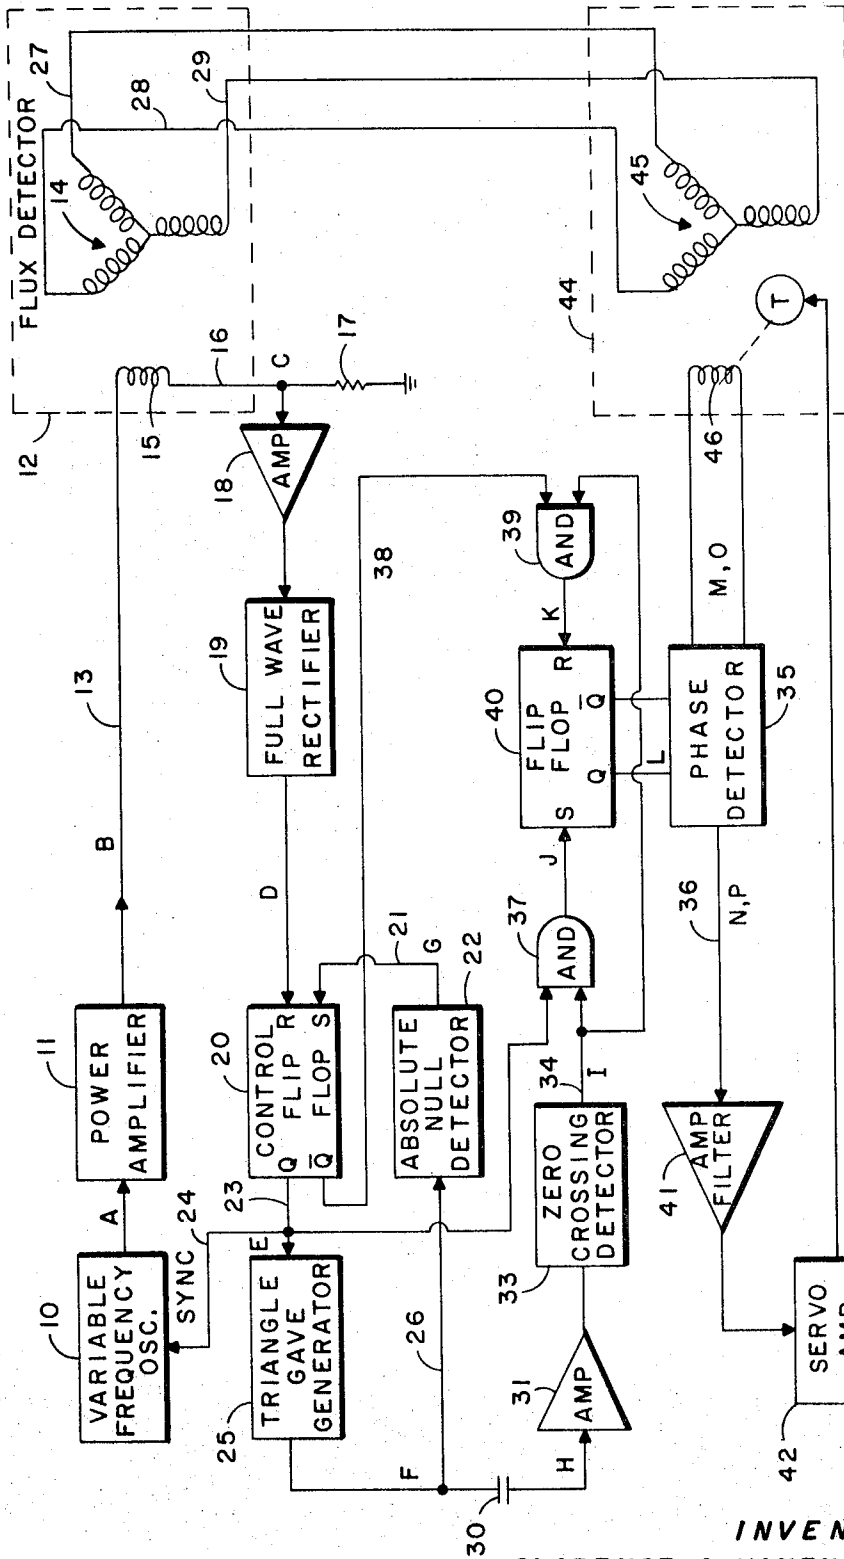 FLUX DETECTOR
27
28
29
14
12
15
16
C
17
13
B
11
POWER
AMPLIFIER
A
24
SYNC
10
VARIABLE
FREQUENCY
OSC.
18
AMP
19
FULL WAVE
RECTIFIER
D
38
20
CONTROL
FLIP
FLOP
R
S
Q
Q̅
23
E
21
G
22
ABSOLUTE
NULL
DETECTOR
25
TRIANGLE
GAVE
GENERATOR
F
26
30
H
31
AMP
33
ZERO
CROSSING
DETECTOR
34
I
37
AND
J
39
AND
K
40
FLIP
FLOP
S
R
Q
Q̅
L
35
PHASE
DETECTOR
M,O
36
N,P
41
AMP
FILTER
42
SERVO
44
45
46
T
INVEN